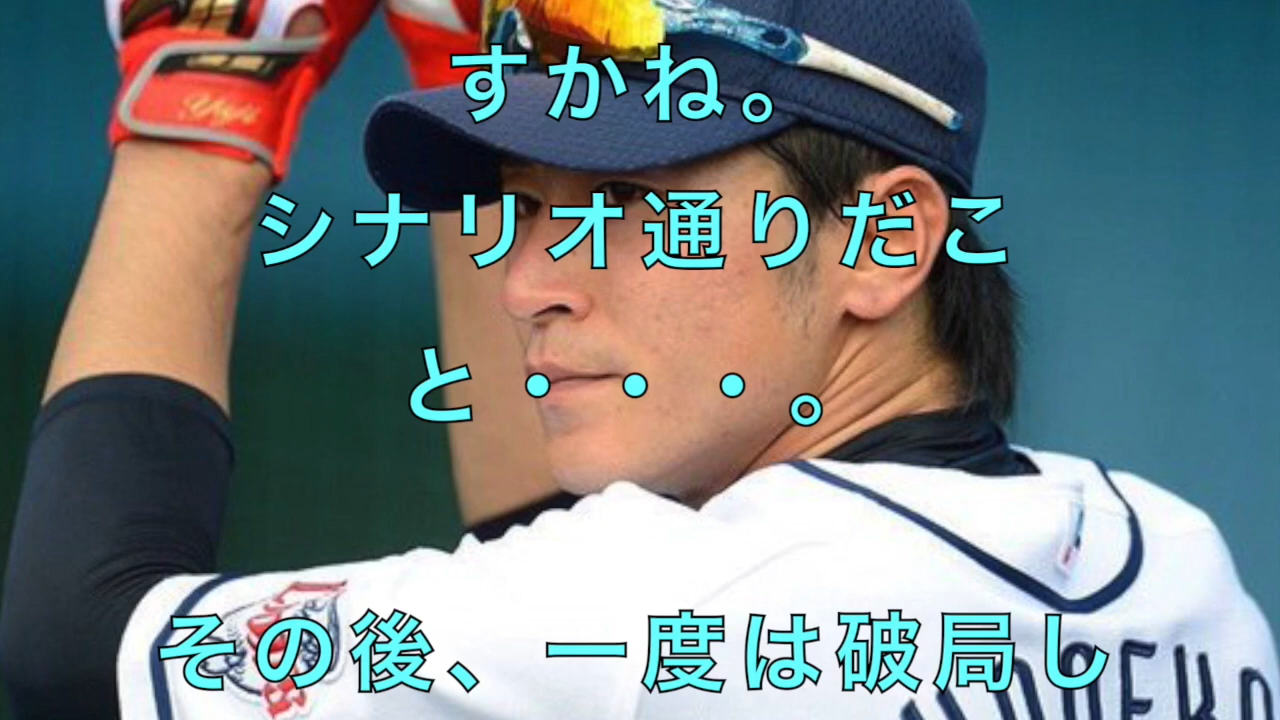 Yuji
すかね。
シナリオ通りだこ
と・・・。
その後、一度は破局し